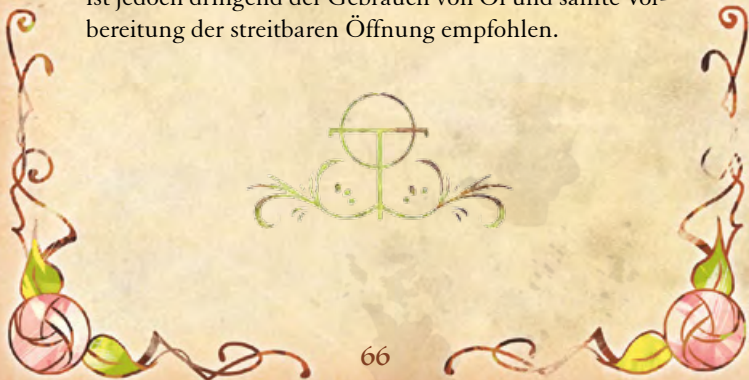 ist jedoch dringend der Gebrauch von Öl und sanfte Vor-
bereitung der streitbaren Öffnung empfohlen.
66